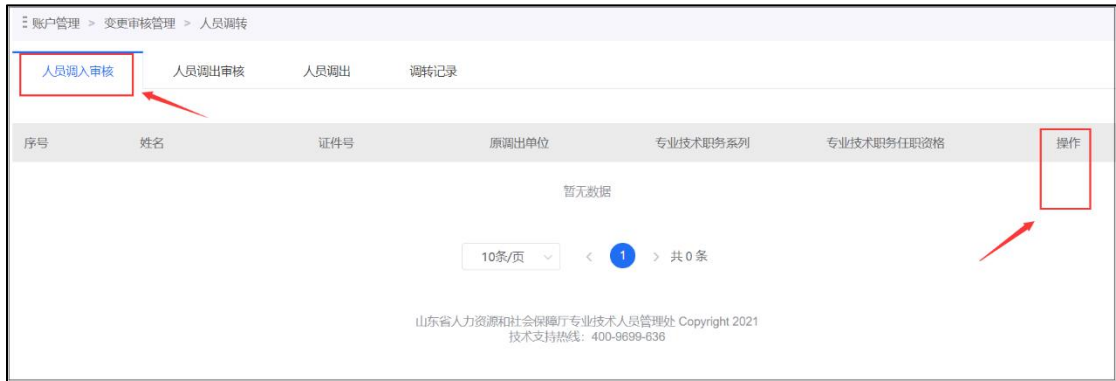 账户管理 > 变更审核管理 > 人员调转
人员调入审核 人员调出审核 人员调出 调转记录
序号 姓名 证件号 原调出单位 专业技术职务系列 专业技术职务任职资格 操作
暂无数据
10条/页 < 1 > 共 0 条
山东省人力资源和社会保障厅专业技术人员管理处 Copyright 2021
技术支持热线：400-9699-636